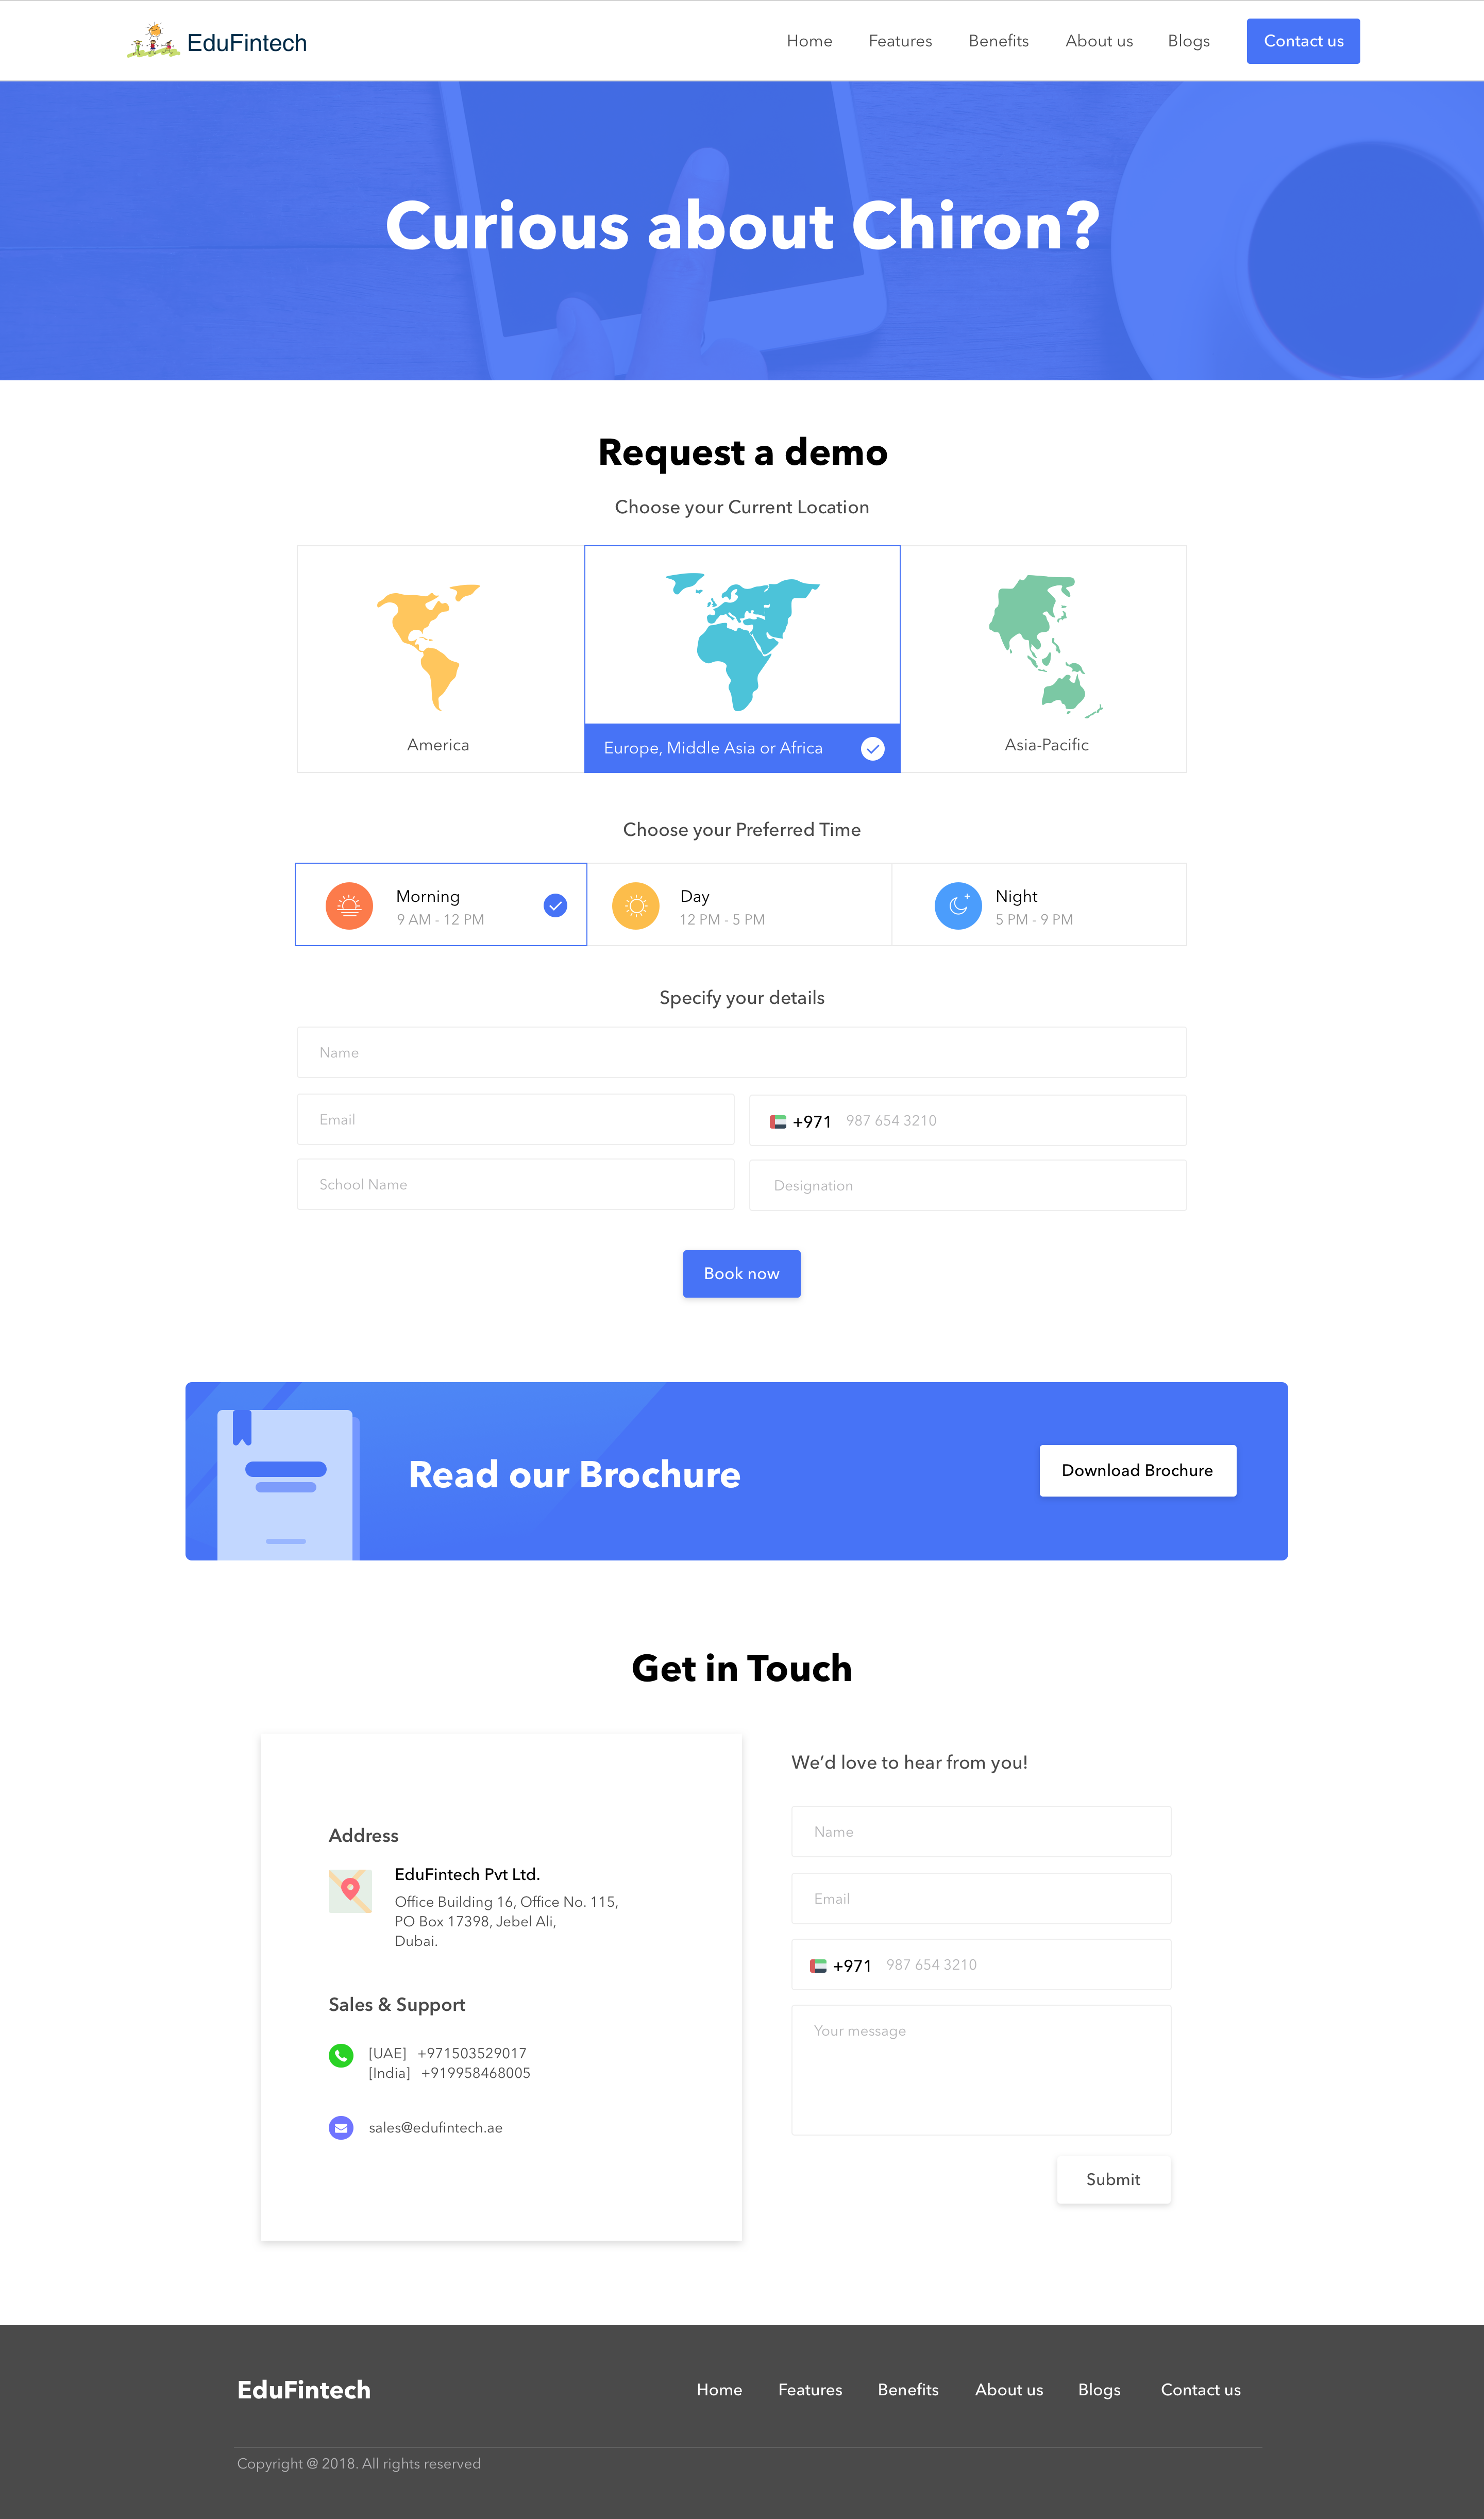 EduFintech
Home Features Benefits About us Blogs Contact us
Curious about Chiron?
Request a demo
Choose your Current Location
America
Europe, Middle Asia or Africa
Asia-Pacific
Choose your Preferred Time
Morning
9 AM - 12 PM
Day
12 PM - 5 PM
Night
5 PM - 9 PM
Specify your details
Name
Email
+971 987 654 3210
School Name
Designation
Book now
Read our Brochure
Download Brochure
Get in Touch
Address
EduFintech Pvt Ltd.
Office Building 16, Office No. 115,
PO Box 17398, Jebel Ali,
Dubai.
Sales & Support
[UAE] +971503529017
[India] +919958468005
sales@edufintech.ae
We’d love to hear from you!
Name
Email
+971 987 654 3210
Your message
Submit
EduFintech
Home Features Benefits About us Blogs Contact us
Copyright @ 2018. All rights reserved